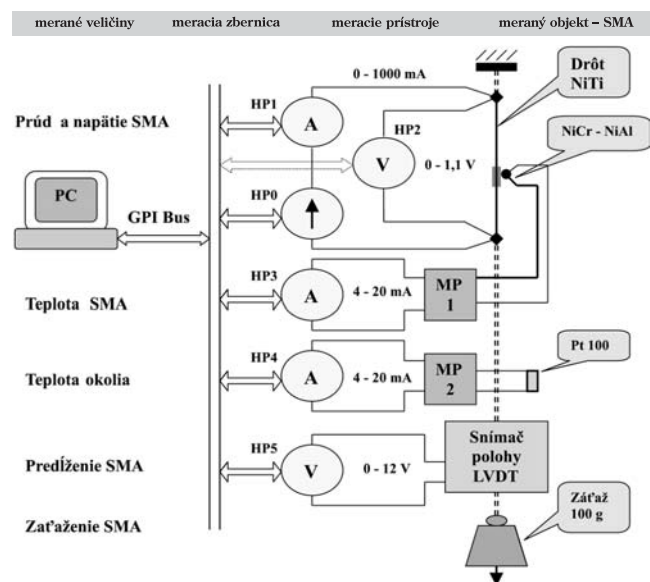 merané veličiny meracia zbernica meracie prístroje meraný objekt – SMA
0 - 1000 mA
Drôt
NiTi
HP1
A
Prúd a napätie SMA
HP2
V
0 - 1,1 V
NiCr - NiAl
PC
GPI Bus
HP0
HP3
A
4 - 20 mA
MP
1
Teplota SMA
HP4
A
4 - 20 mA
MP
2
Pt 100
Teplota okolia
HP5
V
0 - 12 V
Snímač
polohy
LVDT
Predĺženie SMA
Záťaž
100 g
Zaťaženie SMA